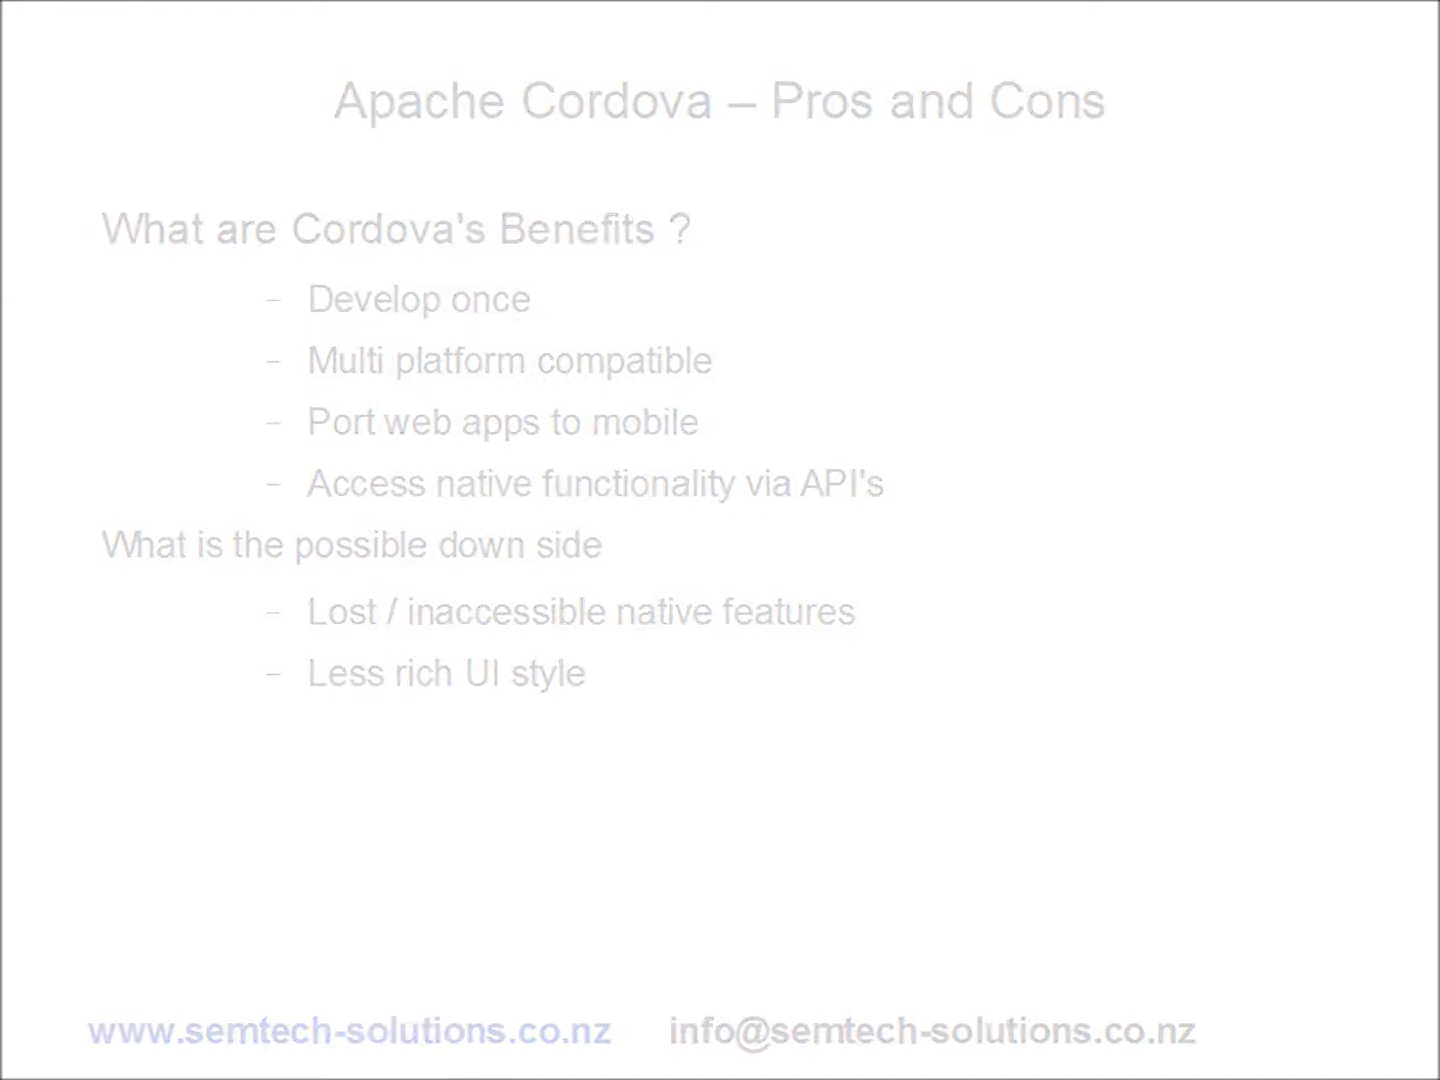 Apache Cordova – Pros and Cons
What are Cordova's Benefits ?
– Develop once
– Multi platform compatible
– Port web apps to mobile
– Access native functionality via API's
What is the possible down side
– Lost / inaccessible native features
– Less rich UI style
www.semtech-solutions.co.nz info@semtech-solutions.co.nz